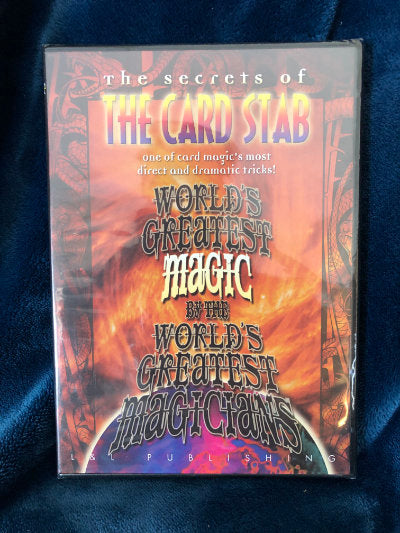 The secrets of
THE CARD STAB
one of card magic's most
direct and dramatic tricks!
WORLD'S
GREATEST
MAGIC
BY THE
WORLD'S
GREATEST
MAGICIANS
L&L PUBLISHING